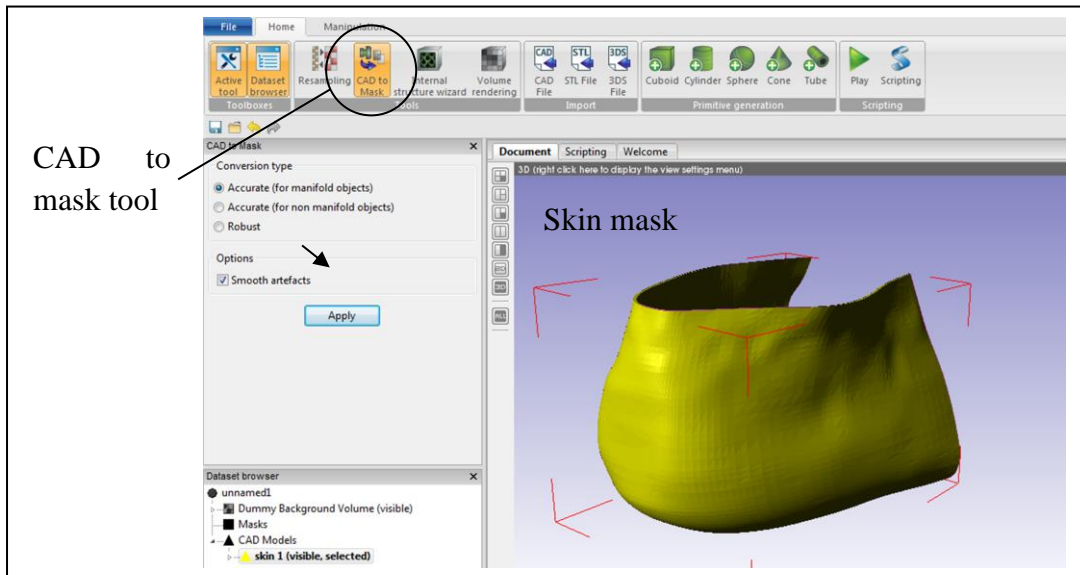 File Home Manipulation
Active tool Dataset browser Resampling CAD to Mask Internal structure wizard Volume rendering CAD File STL File 3DS File Cuboid Cylinder Sphere Cone Tube Play Scripting
Toolboxes Tools Import Primitive generation Scripting
CAD to mask tool
CAD to Mask
Conversion type
Accurate (for manifold objects)
Accurate (for non manifold objects)
Robust
Options
Smooth artefacts
Apply
Dataset browser
unnamed1
Dummy Background Volume (visible)
Masks
CAD Models
skin 1 (visible, selected)
Document Scripting Welcome
3D (right click here to display the view settings menu)
Skin mask